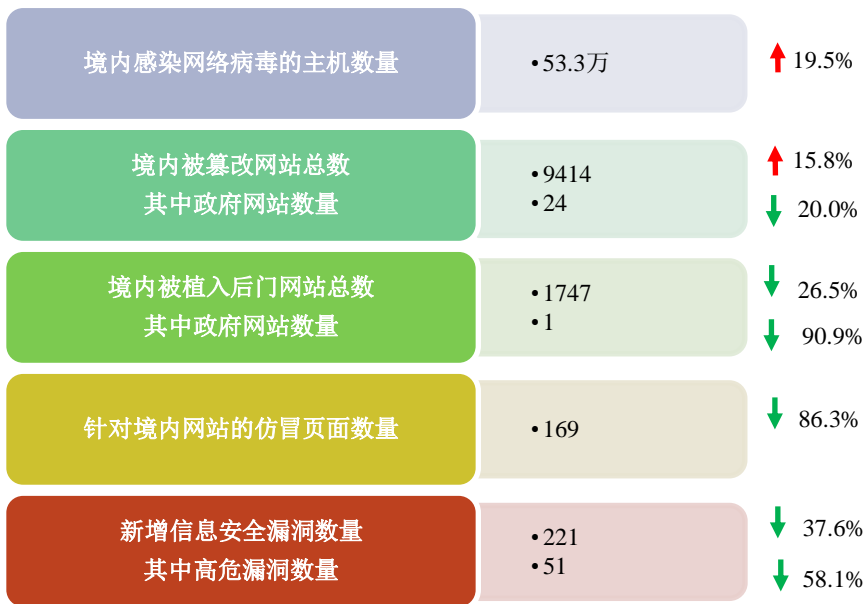 境内感染网络病毒的主机数量
•53.3万
19.5%
境内被篡改网站总数
其中政府网站数量
•9414
•24
15.8%
20.0%
境内被植入后门网站总数
其中政府网站数量
•1747
•1
26.5%
90.9%
针对境内网站的仿冒页面数量
•169
86.3%
新增信息安全漏洞数量
其中高危漏洞数量
•221
•51
37.6%
58.1%